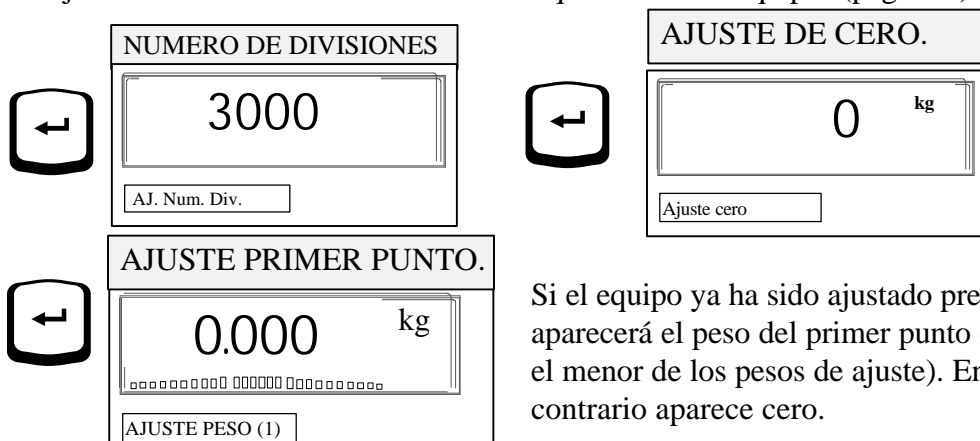 NUMERO DE DIVISIONES
3000
AJ. Num. Div.
AJUSTE DE CERO.
0 kg
Ajuste cero
AJUSTE PRIMER PUNTO.
0.000 kg
AJUSTE PESO (1)
Si el equipo ya ha sido ajustado
aparecerá el peso del primer punto
el menor de los pesos de ajuste).
contrario aparece cero.